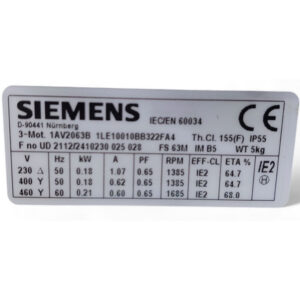 SIEMENS IEC/EN 60034 CE
D-90441 Nürnberg
3-Mot. 1AV2063B 1LE10010BB322FA4 Th.Cl. 155(F) IP55
F no UD 2112/2410230 025 028 FS 63M IM B5 WT 5kg
V Hz kW A PF RPM EFF-CL ETA % IE2
230 Δ 50 0.18 1.07 0.65 1385 IE2 64.7
400 Y 50 0.18 0.62 0.65 1385 IE2 64.7
460 Y 60 0.21 0.60 0.65 1685 IE2 68.0